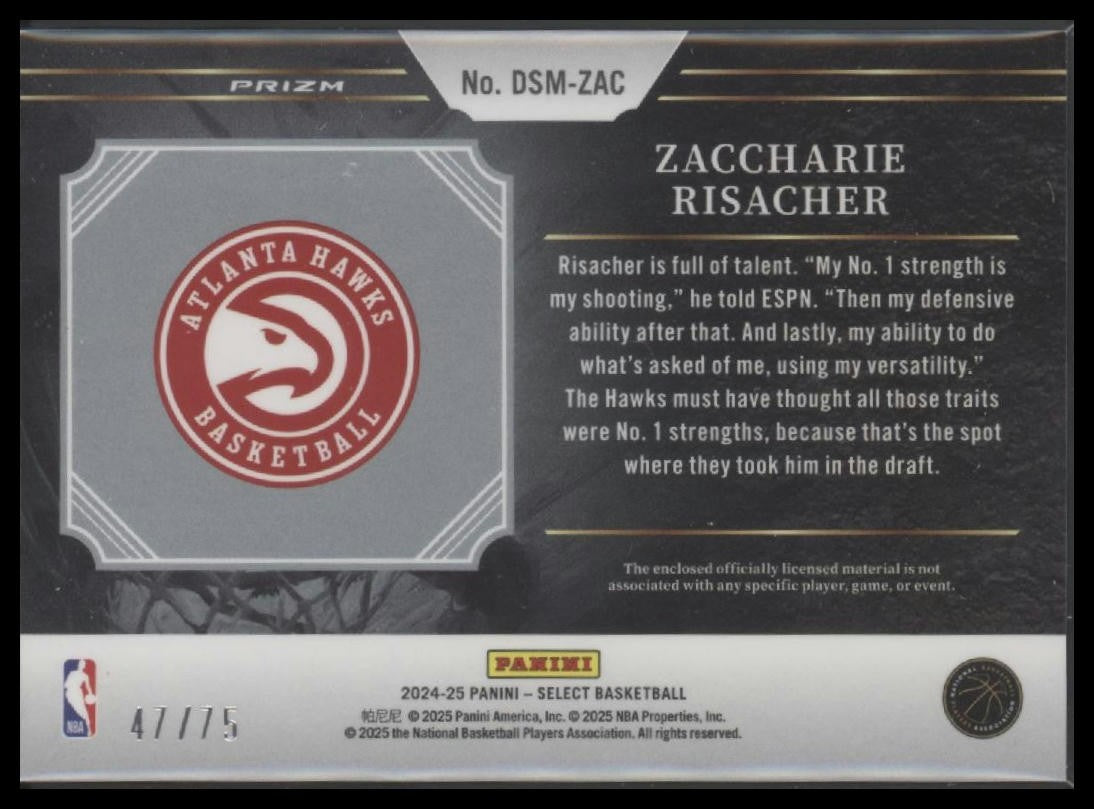 PRIZM
No. DSM-ZAC
ZACCHARIE
RISACHER
ATLANTA HAWKS
BASKETBALL
Risacher is full of talent. “My No. 1 strength is
my shooting,” he told ESPN. “Then my defensive
ability after that. And lastly, my ability to do
what’s asked of me, using my versatility.”
The Hawks must have thought all those traits
were No. 1 strengths, because that’s the spot
where they took him in the draft.
The enclosed officially licensed material is not
associated with any specific player, game, or event.
PANINI
2024-25 PANINI – SELECT BASKETBALL
帕尼尼 © 2025 Panini America, Inc. © 2025 NBA Properties, Inc.
© 2025 the National Basketball Players Association. All rights reserved.
NBA
47/75
NATIONAL BASKETBALL
PLAYERS ASSOCIATION